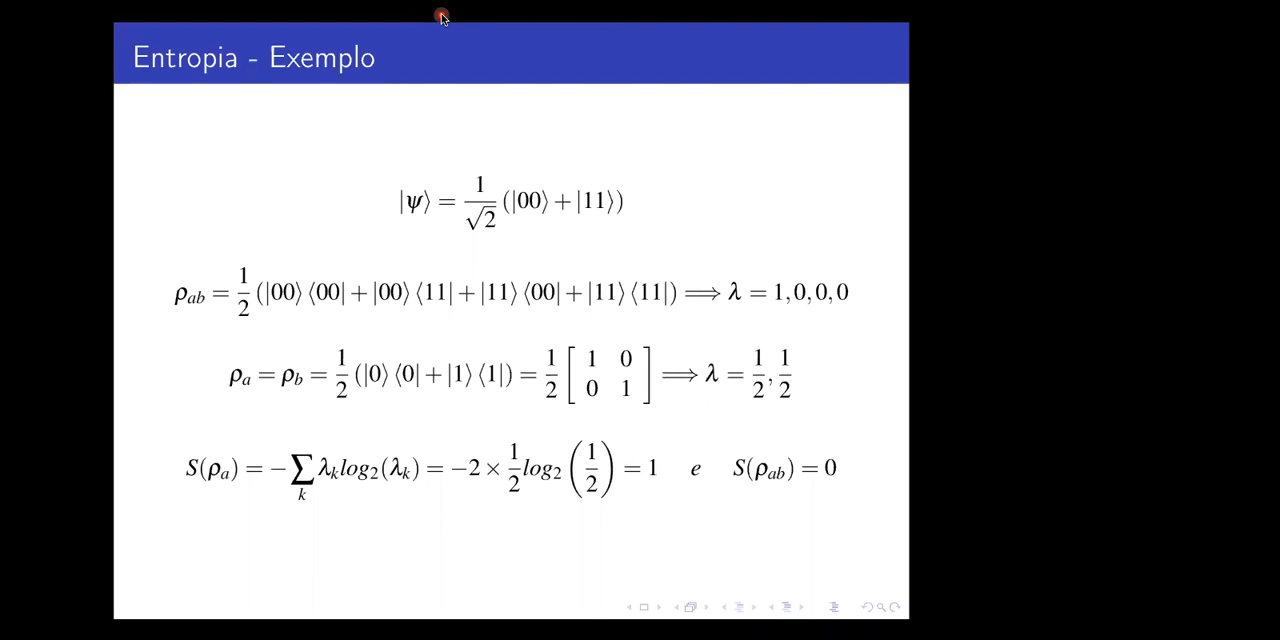 Entropia - Exemplo
|ψ⟩ = 1/√2 (|00⟩ + |11⟩)
ρ_ab = 1/2 (|00⟩ ⟨00| + |00⟩ ⟨11| + |11⟩ ⟨00| + |11⟩ ⟨11|) ⟹ λ = 1, 0, 0, 0
ρ_a = ρ_b = 1/2 (|0⟩ ⟨0| + |1⟩ ⟨1|) = 1/2 [1 0; 0 1] ⟹ λ = 1/2, 1/2
S(ρ_a) = −∑_k λ_k log_2(λ_k) = −2 × 1/2 log_2 (1/2) = 1 e S(ρ_ab) = 0